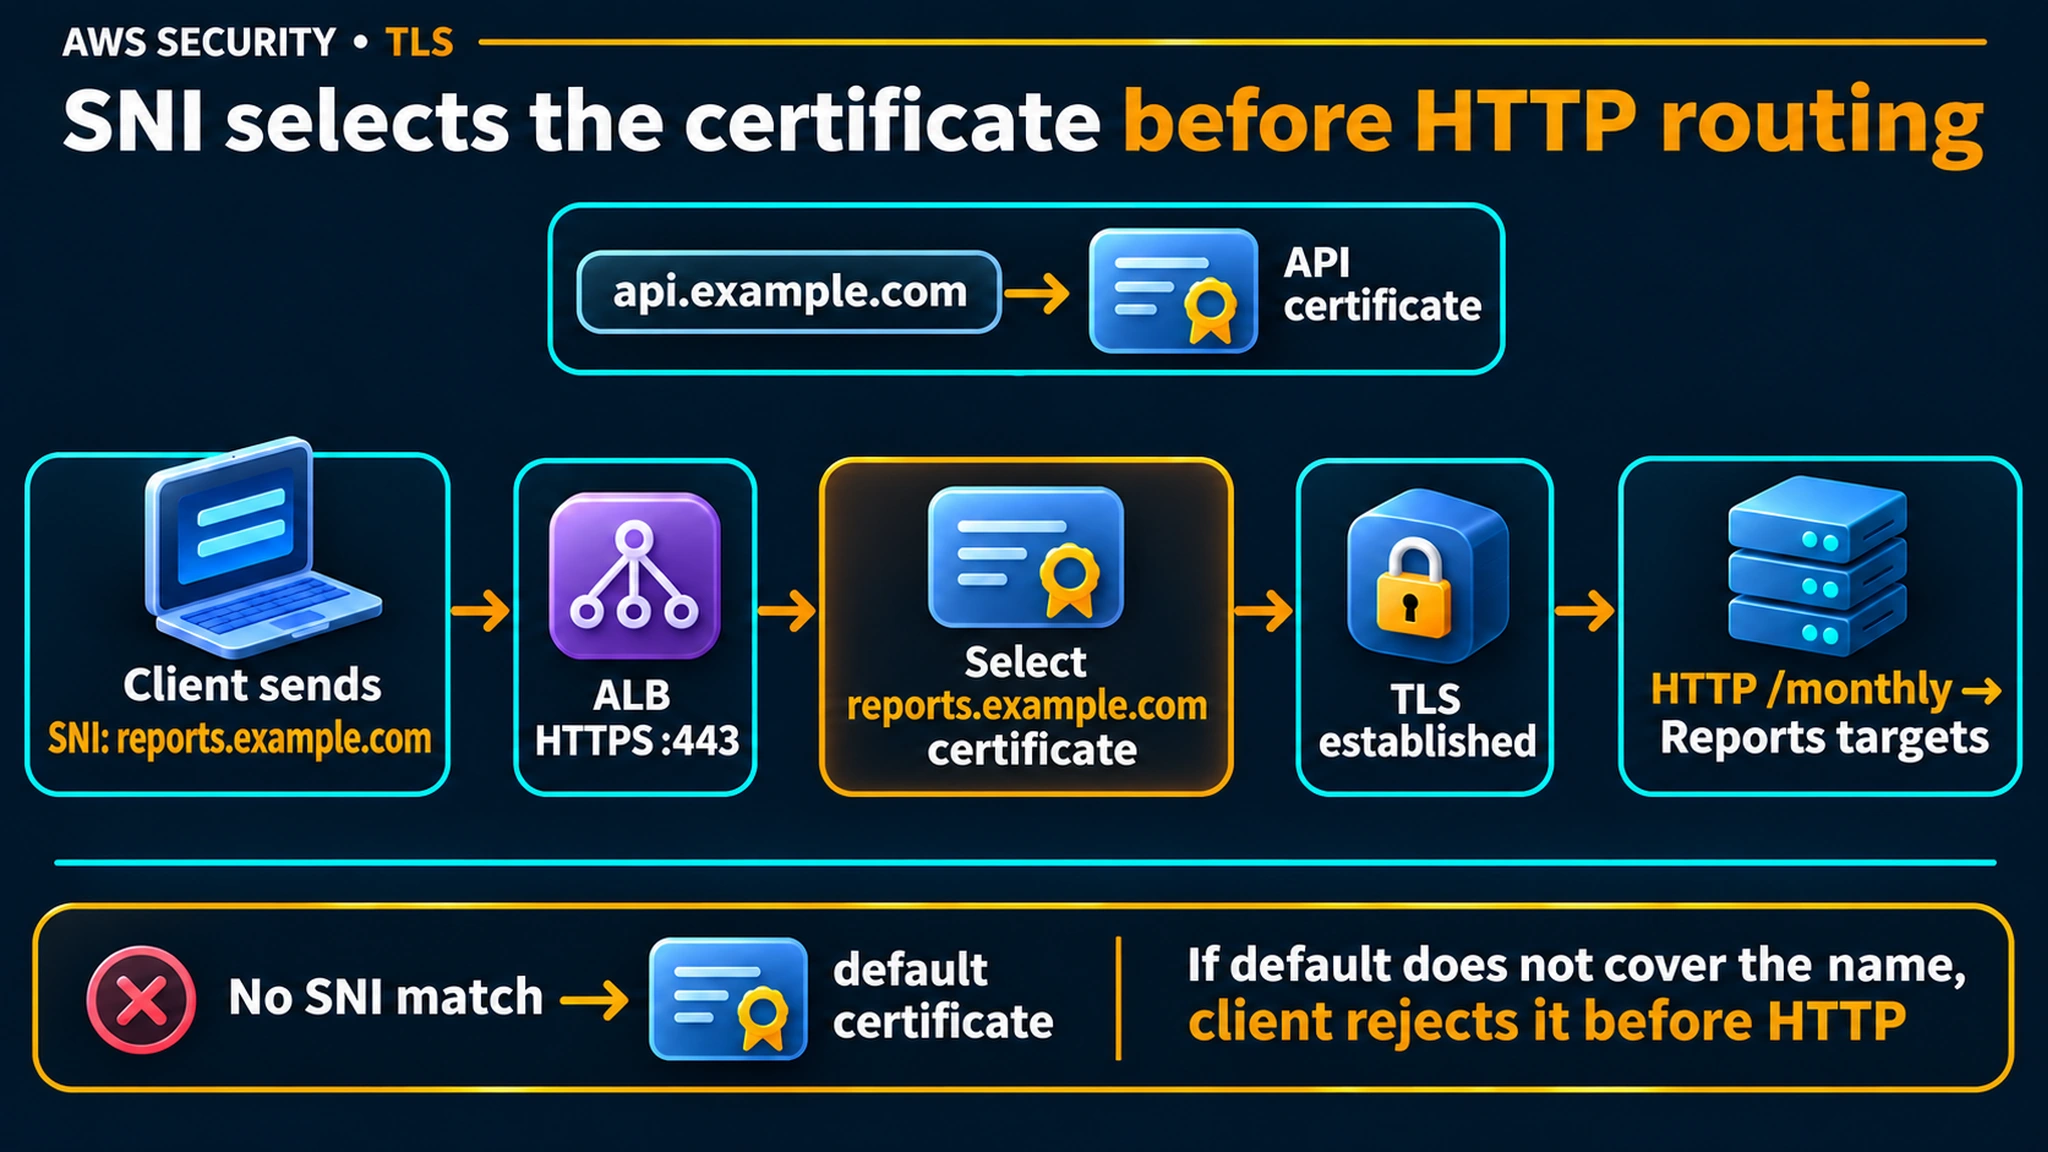 AWS SECURITY • TLS
SNI selects the certificate before HTTP routing
api.example.com
API
certificate
Client sends
SNI: reports.example.com
ALB
HTTPS :443
Select
reports.example.com
certificate
TLS
established
HTTP /monthly →
Reports targets
No SNI match
default
certificate
If default does not cover the name,
client rejects it before HTTP